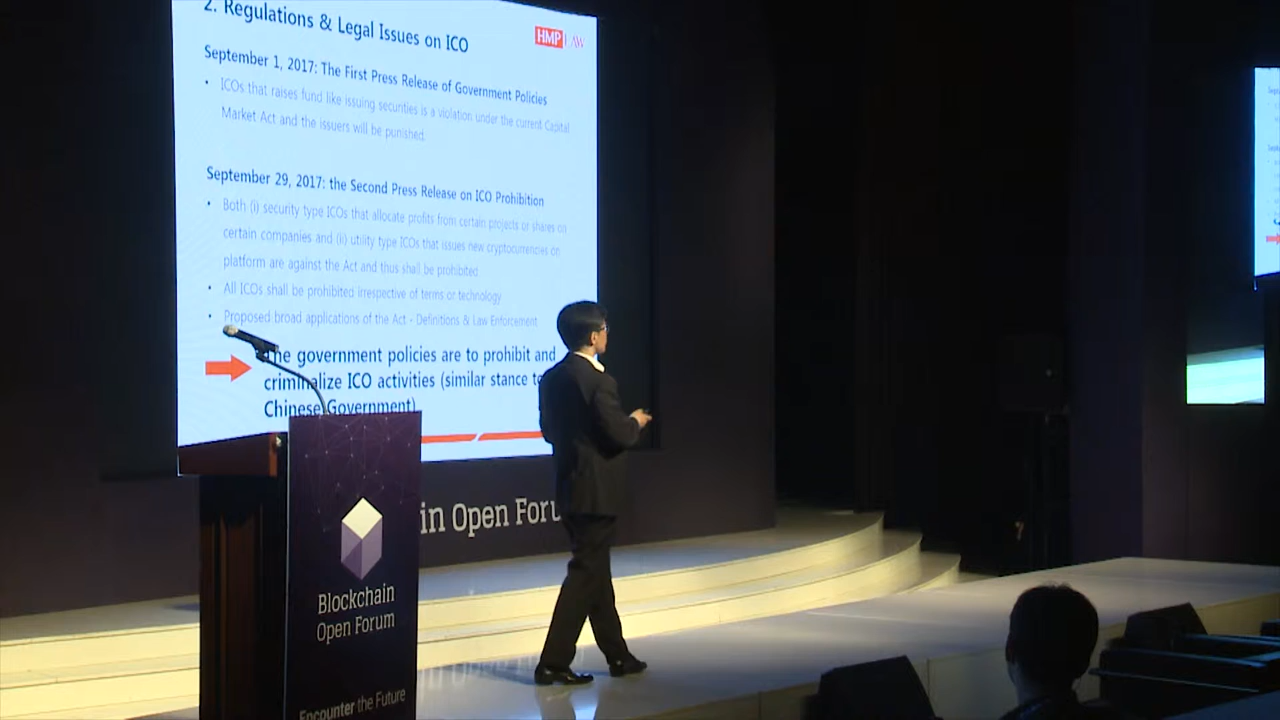 2. Regulations & Legal Issues on ICO
HMP LAW
September 1, 2017: The First Press Release of Government Policies
• ICOs that raises fund like issuing securities is a violation under the current Capital
Market Act and the issuers will be punished.
September 29, 2017: the Second Press Release on ICO Prohibition
• Both (i) security type ICOs that allocate profits from certain projects or shares on
certain companies and (ii) utility type ICOs that issues new cryptocurrencies on
platform are against the Act and thus shall be prohibited
• All ICOs shall be prohibited irrespective of terms or technology
• Proposed broad applications of the Act - Definitions & Law Enforcement
The government policies are to prohibit and
criminalize ICO activities (similar stance to
Chinese Government)
in Open Foru
Blockchain
Open Forum
Encounter the Future